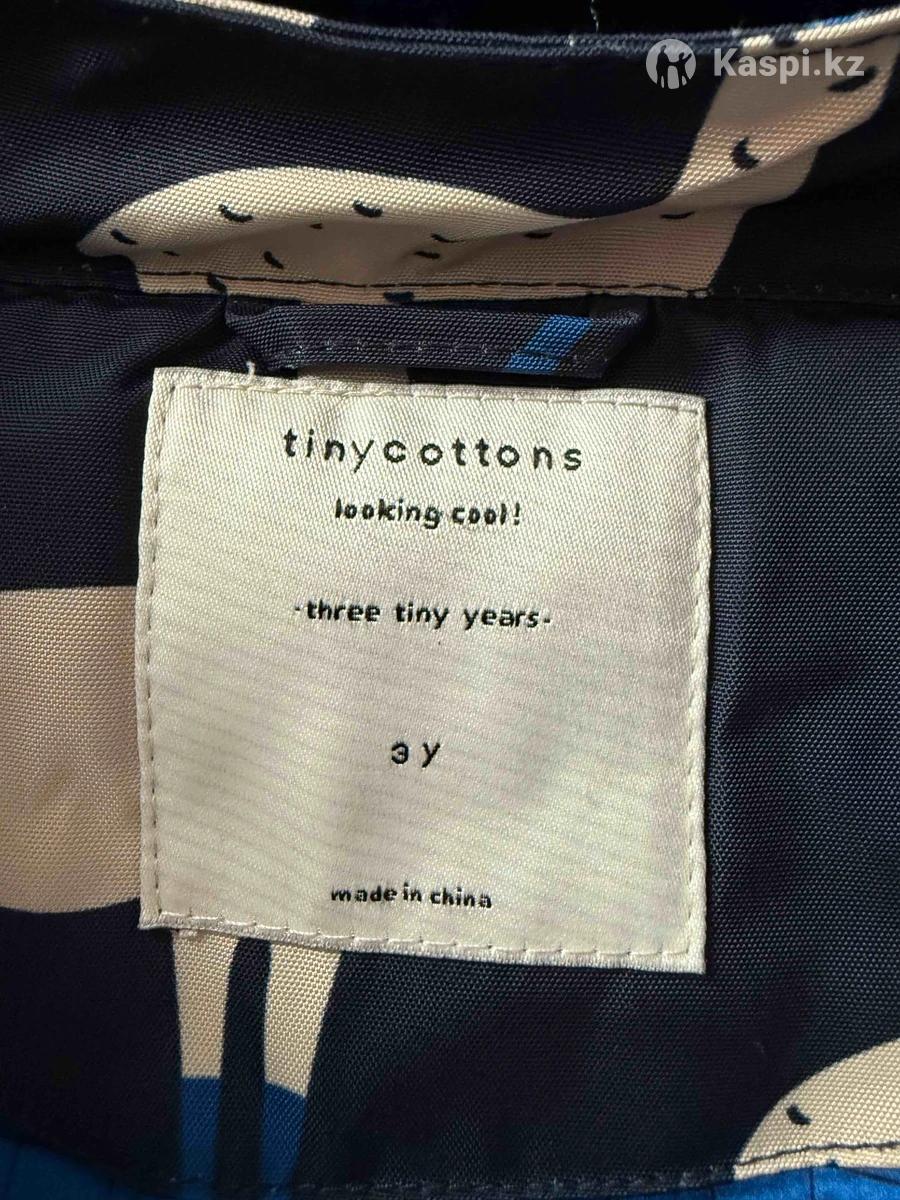 Kaspi.kz
tinycottons
looking cool!
-three tiny years-
3 y
made in china